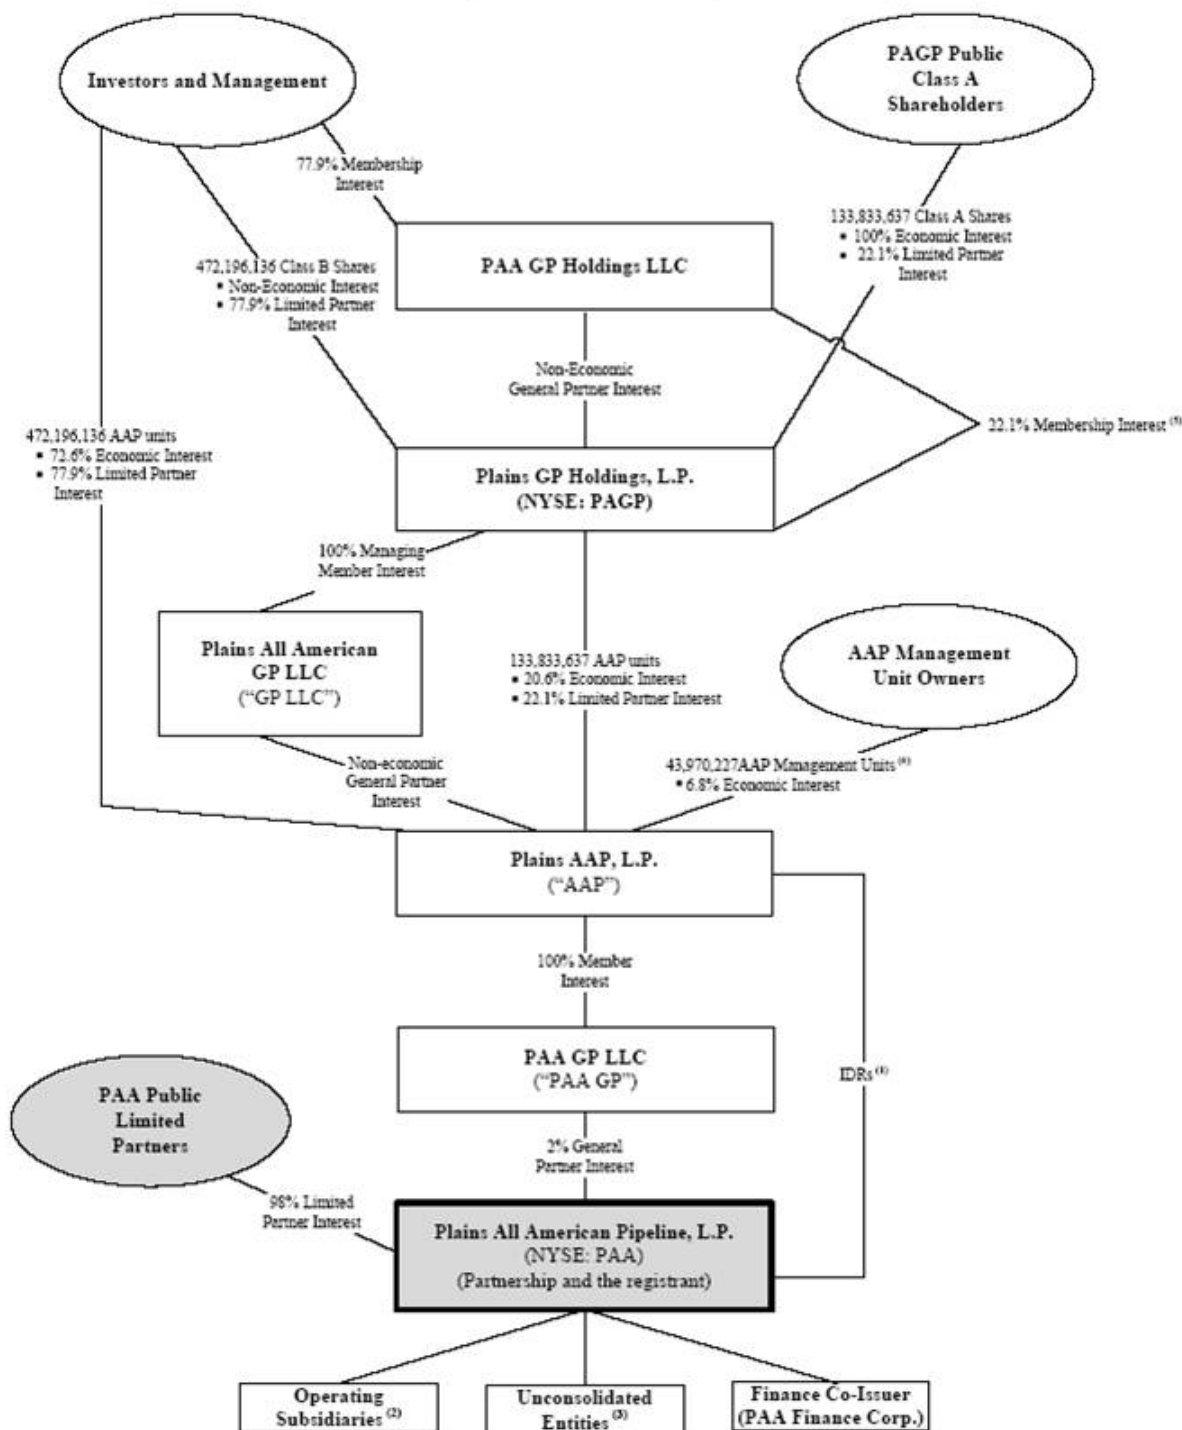 Investors and Management
PAGP Public
Class A
Shareholders
77.9% Membership
Interest
133,833,637 Class A Shares
• 100% Economic Interest
• 22.1% Limited Partner
Interest
472,196,136 Class B Shares
• Non-Economic Interest
• 77.9% Limited Partner
Interest
PAA GP Holdings LLC
Non-Economic
General Partner Interest
22.1% Membership Interest (5)
472,196,136 AAP units
• 72.6% Economic Interest
• 77.9% Limited Partner
Interest
Plains GP Holdings, L.P.
(NYSE: PAGP)
100% Managing
Member Interest
Plains All American
GP LLC
(“GP LLC”)
133,833,637 AAP units
• 20.6% Economic Interest
• 22.1% Limited Partner Interest
AAP Management
Unit Owners
Non-economic
General Partner
Interest
43,970,227AAP Management Units (4)
• 6.8% Economic Interest
Plains AAP, L.P.
(“AAP”)
100% Member
Interest
PAA GP LLC
(“PAA GP”)
IDRs (1)
PAA Public
Limited
Partners
2% General
Partner Interest
98% Limited
Partner Interest
Plains All American Pipeline, L.P.
(NYSE: PAA)
(Partnership and the registrant)
Operating
Subsidiaries (2)
Unconsolidated
Entities (3)
Finance Co-Issuer
(PAA Finance Corp.)